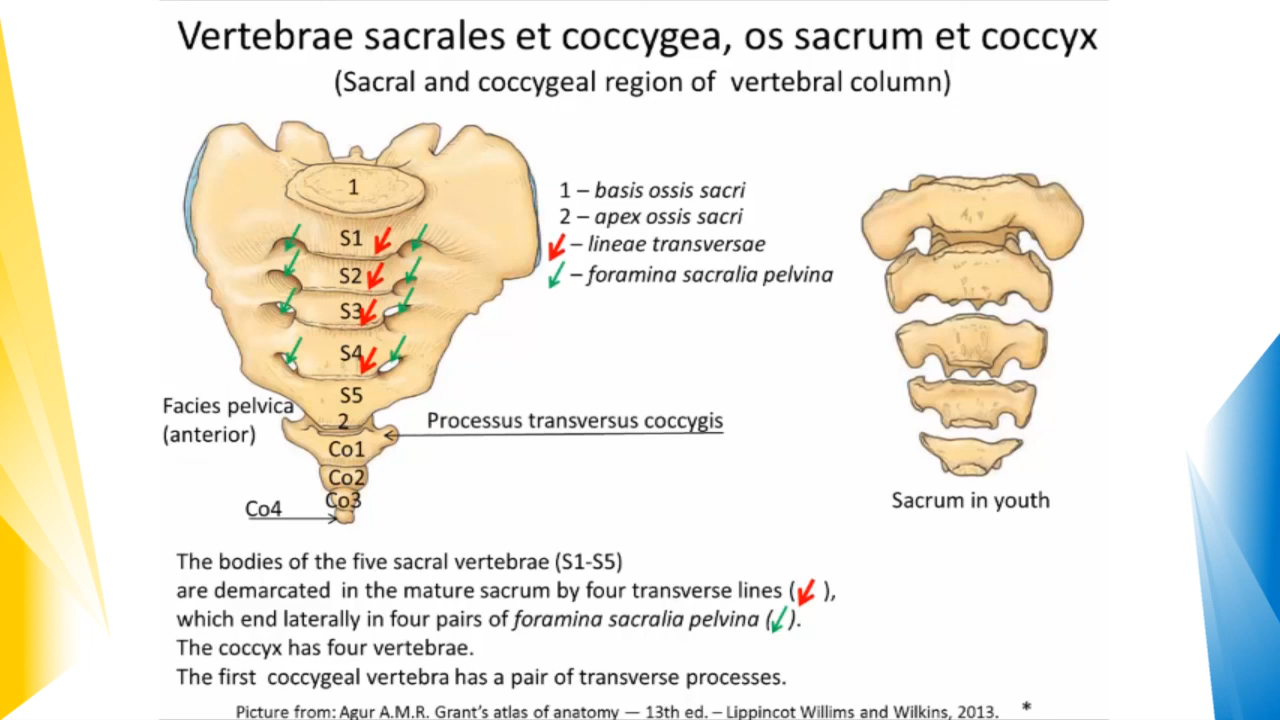 Vertebrae sacrales et coccygea, os sacrum et coccyx
(Sacral and coccygeal region of vertebral column)
1
1 – basis ossis sacri
2 – apex ossis sacri
– lineae transversae
– foramina sacralia pelvina
S1
S2
S3
S4
S5
2
Facies pelvica
(anterior)
Processus transversus coccygis
Co1
Co2
Co3
Co4
Sacrum in youth
The bodies of the five sacral vertebrae (S1-S5)
are demarcated in the mature sacrum by four transverse lines ( ),
which end laterally in four pairs of foramina sacralia pelvina ( ).
The coccyx has four vertebrae.
The first coccygeal vertebra has a pair of transverse processes.
Picture from: Agur A.M.R. Grant's atlas of anatomy — 13th ed. – Lippincot Willims and Wilkins, 2013. *